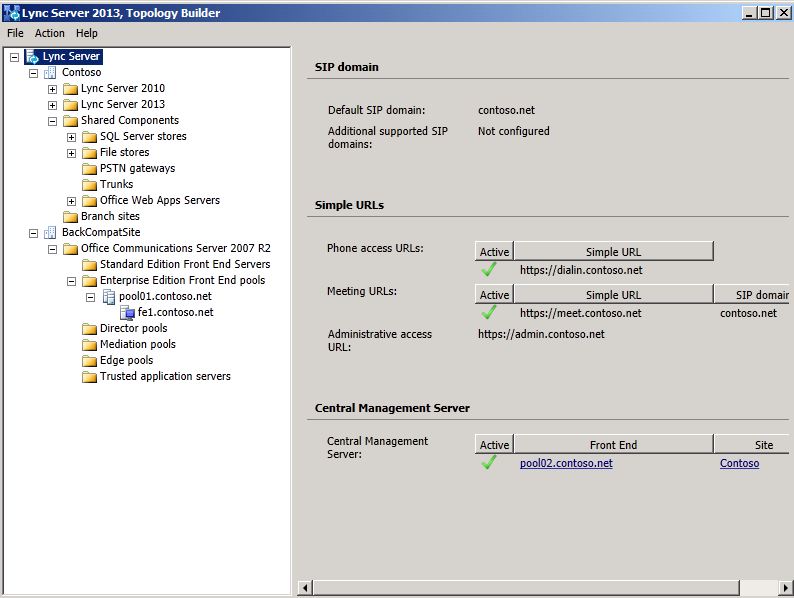 Lync Server 2013, Topology Builder
File Action Help
Lync Server
Contoso
Lync Server 2010
Lync Server 2013
Shared Components
SQL Server stores
File stores
PSTN gateways
Trunks
Office Web Apps Servers
Branch sites
BackCompatSite
Office Communications Server 2007 R2
Standard Edition Front End Servers
Enterprise Edition Front End pools
pool01.contoso.net
fe1.contoso.net
Director pools
Mediation pools
Edge pools
Trusted application servers
SIP domain
Default SIP domain: contoso.net
Additional supported SIP Not configured
domains:
Simple URLs
Phone access URLs: Active Simple URL
https://dialin.contoso.net
Meeting URLs: Active Simple URL SIP domain
https://meet.contoso.net contoso.net
Administrative access https://admin.contoso.net
URL:
Central Management Server
Central Management Active Front End Site
Server: pool02.contoso.net Contoso